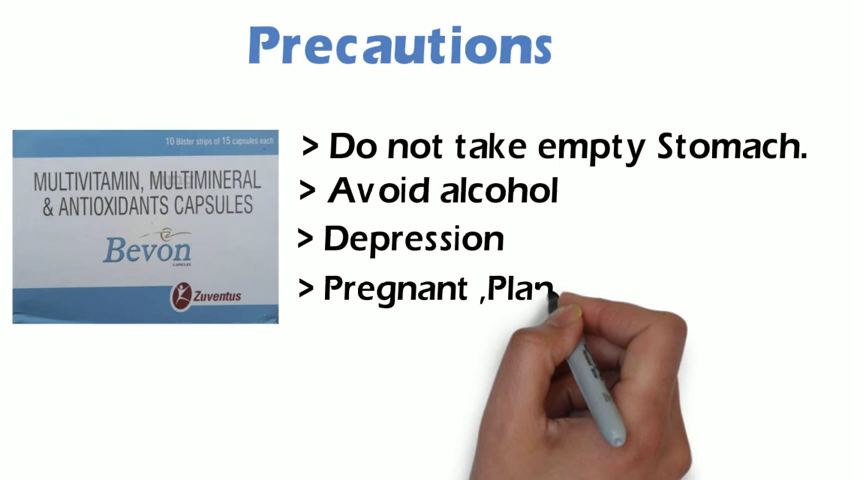 Precautions
10 Blister strips of 15 capsules each
MULTIVITAMIN, MULTIMINERAL
& ANTIOXIDANTS CAPSULES
Bevon
CAPSULES
Zuventus
> Do not take empty Stomach.
> Avoid alcohol
> Depression
> Pregnant ,Plan